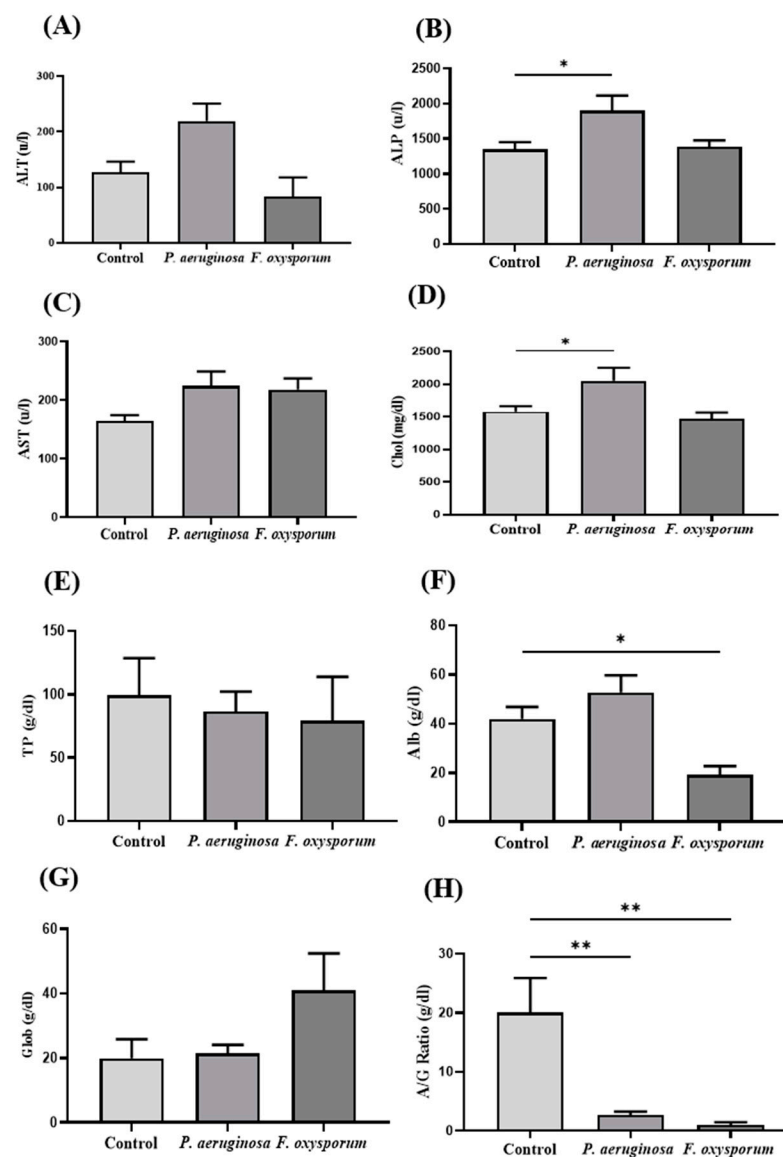 (A)
300
200
100
0
ALT (u/l)
Control P. aeruginosa F. oxysporum
(B)
*
2500
2000
1500
1000
500
0
ALP (u/l)
Control P. aeruginosa F. oxysporum
(C)
300
200
100
0
AST (u/l)
Control P. aeruginosa F. oxysporum
(D)
*
2500
2000
1500
1000
500
0
Chol (mg/dl)
Control P. aeruginosa F. oxysporum
(E)
150
100
50
0
TP (g/dl)
Control P. aeruginosa F. oxysporum
(F)
*
80
60
40
20
0
Alb (g/dl)
Control P. aeruginosa F. oxysporum
(G)
60
40
20
0
Glob (g/dl)
Control P. aeruginosa F. oxysporum
(H)
**
**
30
20
10
0
A/G Ratio (g/dl)
Control P. aeruginosa F. oxysporum